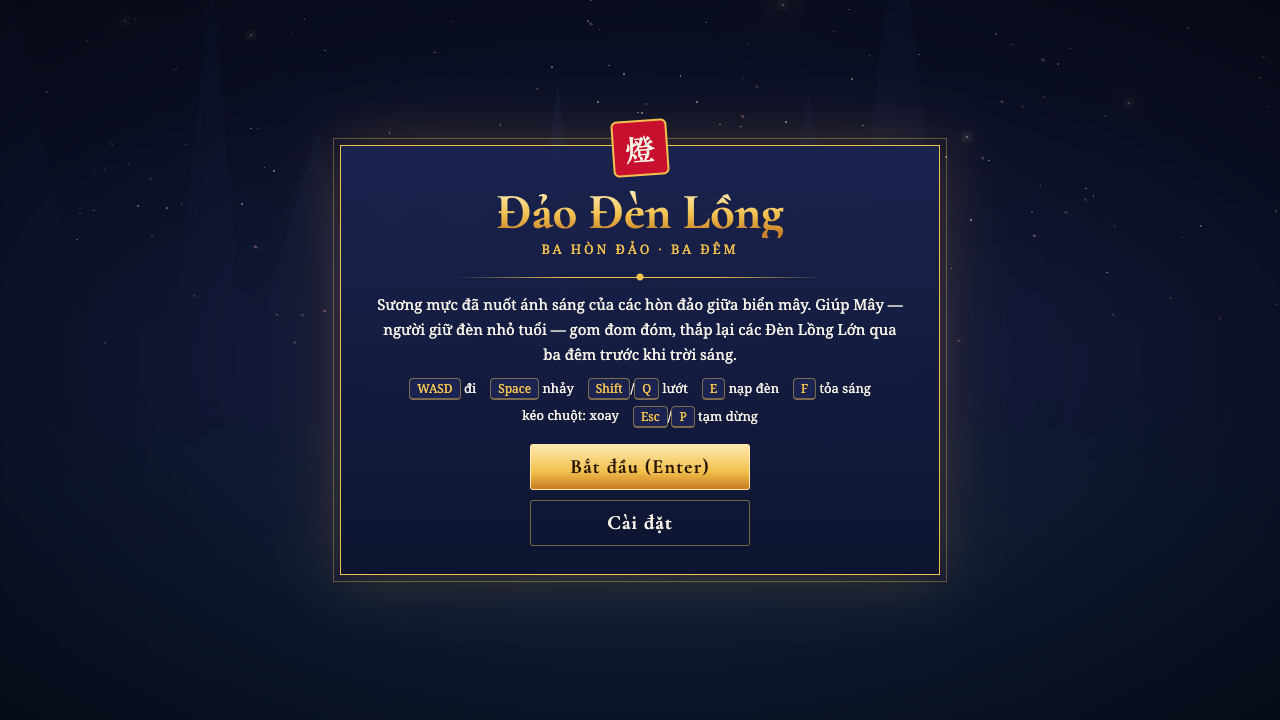 燈
Đảo Đèn Lồng
BA HÒN ĐẢO · BA ĐÊM
Sương mực đã nuốt ánh sáng của các hòn đảo giữa biển mây. Giúp Mây —
người giữ đèn nhỏ tuổi — gom đom đóm, thắp lại các Đèn Lồng Lớn qua
ba đêm trước khi trời sáng.
WASD đi Space nhảy Shift/Q lướt E nạp đèn F tỏa sáng
kéo chuột: xoay Esc/P tạm dừng
Bắt đầu (Enter)
Cài đặt